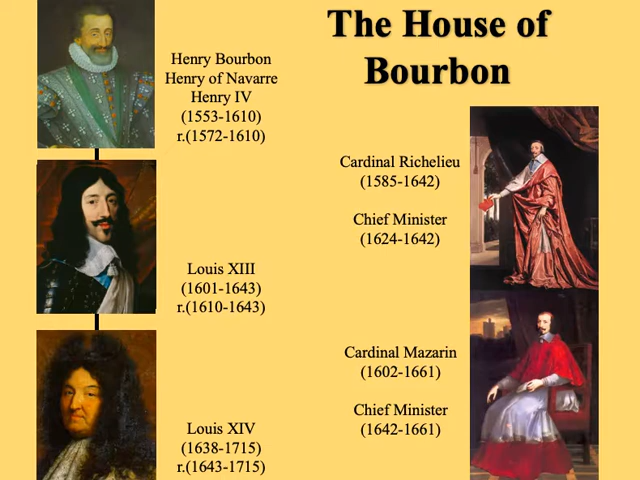 The House of
Bourbon
Henry Bourbon
Henry of Navarre
Henry IV
(1553-1610)
r.(1572-1610)
Cardinal Richelieu
(1585-1642)
Chief Minister
(1624-1642)
Louis XIII
(1601-1643)
r.(1610-1643)
Cardinal Mazarin
(1602-1661)
Chief Minister
(1642-1661)
Louis XIV
(1638-1715)
r.(1643-1715)